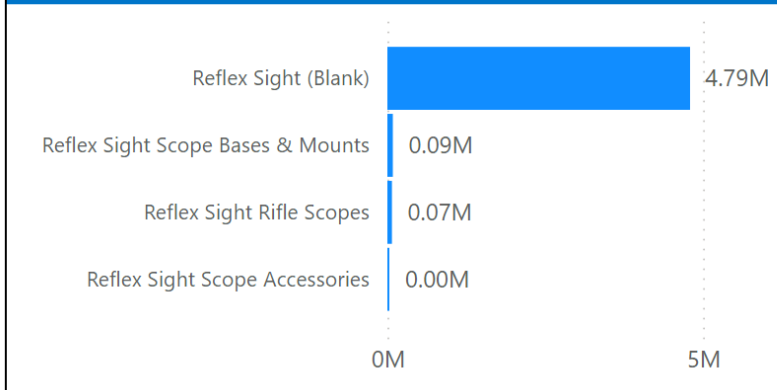 Reflex Sight (Blank) 4.79M
Reflex Sight Scope Bases & Mounts 0.09M
Reflex Sight Rifle Scopes 0.07M
Reflex Sight Scope Accessories 0.00M
0M 5M